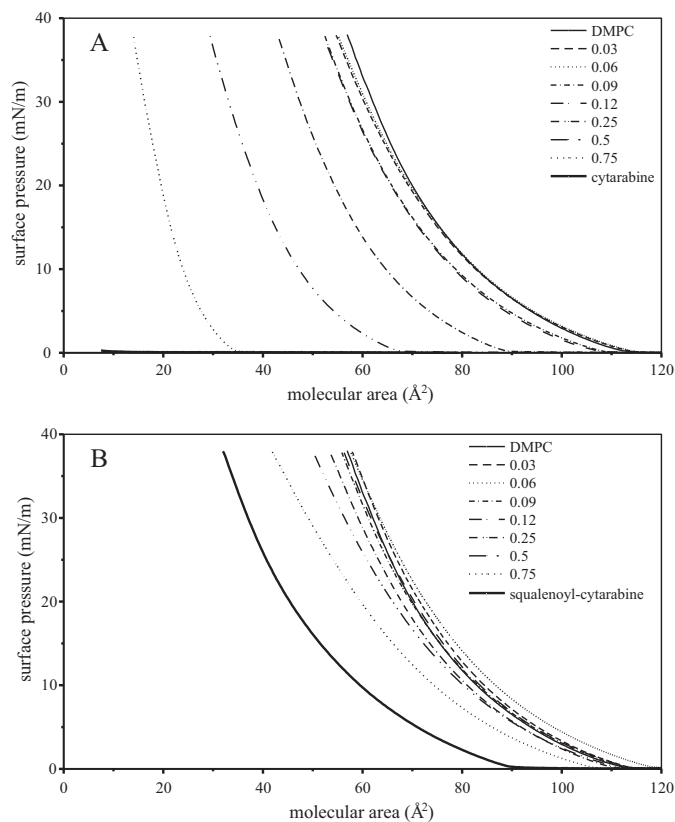 A
surface pressure (mN/m)
40
30
20
10
0
0 20 40 60 80 100 120
molecular area (Å²)
DMPC
0.03
0.06
0.09
0.12
0.25
0.5
0.75
cytarabine
B
surface pressure (mN/m)
40
30
20
10
0
0 20 40 60 80 100 120
molecular area (Å²)
DMPC
0.03
0.06
0.09
0.12
0.25
0.5
0.75
squalenoyl-cytarabine